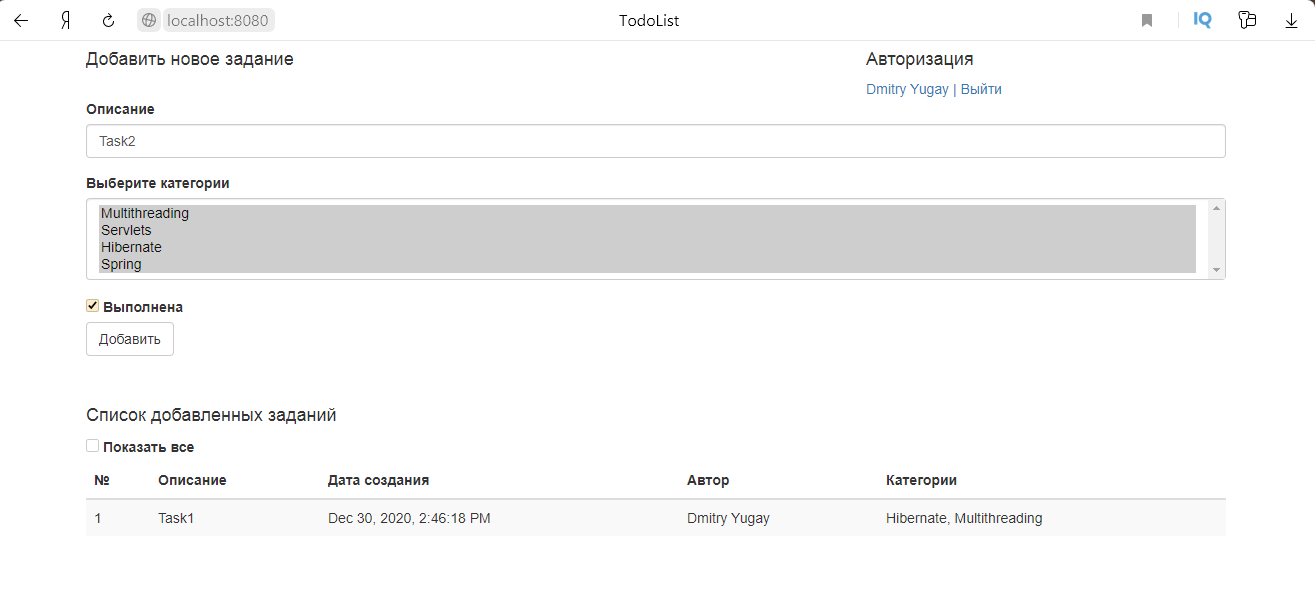 Я localhost:8080 TodoList IQ
Добавить новое задание
Авторизация
Dmitry Yugay | Выйти
Описание
Task2
Выберите категории
Multithreading
Servlets
Hibernate
Spring
Выполнена
Добавить
Список добавленных заданий
Показать все
№ Описание Дата создания Автор Категории
1 Task1 Dec 30, 2020, 2:46:18 PM Dmitry Yugay Hibernate, Multithreading